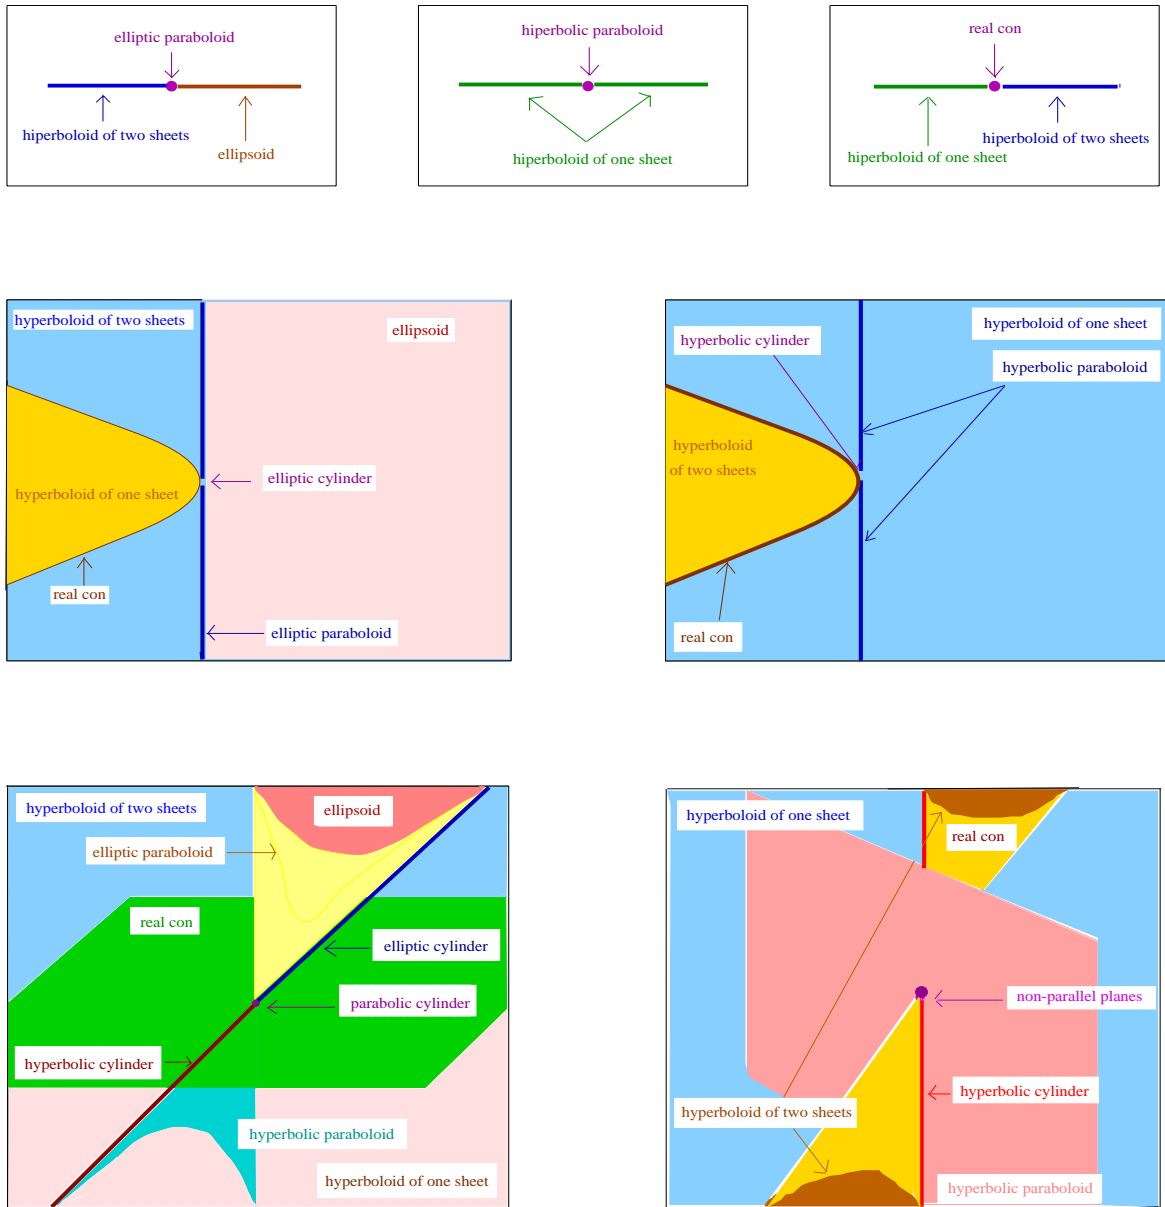 elliptic paraboloid
hiperboloid of two sheets
ellipsoid
hiperbolic paraboloid
hiperboloid of one sheet
real con
hiperboloid of two sheets
hiperboloid of one sheet
hyperboloid of two sheets
ellipsoid
elliptic cylinder
hyperboloid of one sheet
real con
elliptic paraboloid
hyperboloid of one sheet
hyperbolic cylinder
hyperbolic paraboloid
hyperboloid
of two sheets
real con
hyperboloid of two sheets
ellipsoid
elliptic paraboloid
real con
elliptic cylinder
parabolic cylinder
hyperbolic cylinder
hyperbolic paraboloid
hyperboloid of one sheet
hyperboloid of one sheet
real con
non-parallel planes
hyperbolic cylinder
hyperboloid of two sheets
hyperbolic paraboloid